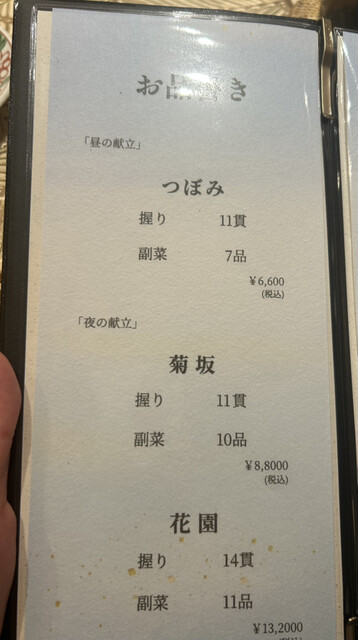 お品書き
「昼の献立」
つぼみ
握り 11貫
副菜 7品
¥6,600
(税込)
「夜の献立」
菊坂
握り 11貫
副菜 10品
¥8,8000
(税込)
花園
握り 14貫
副菜 11品
¥13,2000
(税込)